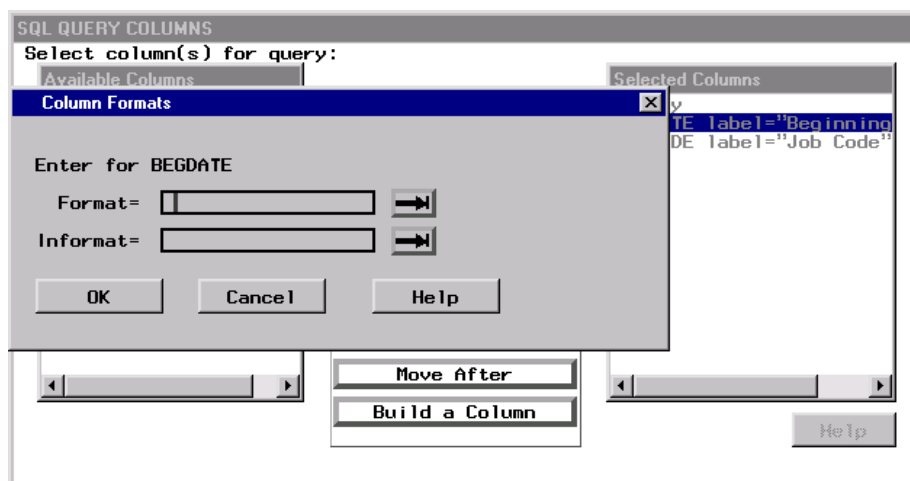 SQL QUERY COLUMNS
Select column(s) for query:
Available Columns
Selected Columns
Column Formats
y
TE label="Beginning
DE label="Job Code"
Enter for BEGDATE
Format=
Informat=
OK
Cancel
Help
Move After
Build a Column
Help